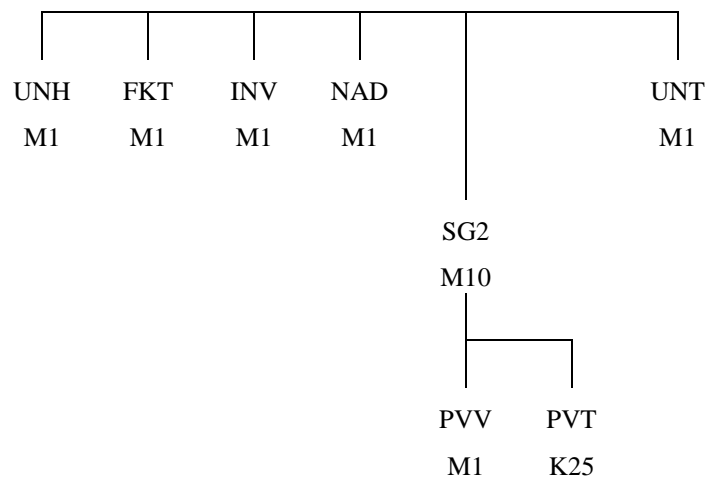 UNH FKT INV NAD UNT
M1 M1 M1 M1 M1
SG2
M10
PVV PVT
M1 K25